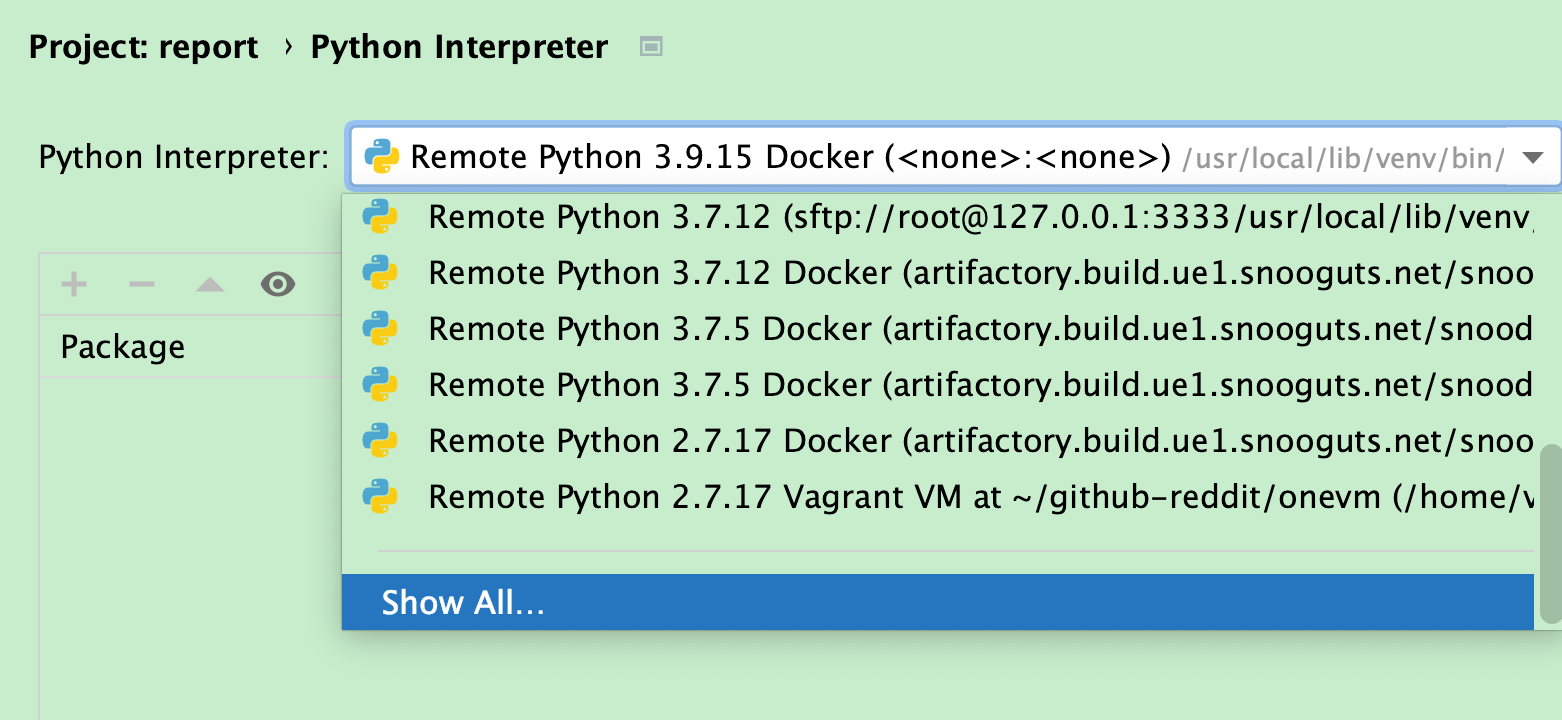 Project: report › Python Interpreter
Python Interpreter: Remote Python 3.9.15 Docker (<none>:<none>) /usr/local/lib/venv/bin/
Remote Python 3.7.12 (sftp://root@127.0.0.1:3333/usr/local/lib/venv/
Remote Python 3.7.12 Docker (artifactory.build.ue1.snooguts.net/snoo
Remote Python 3.7.5 Docker (artifactory.build.ue1.snooguts.net/snood
Package
Remote Python 3.7.5 Docker (artifactory.build.ue1.snooguts.net/snood
Remote Python 2.7.17 Docker (artifactory.build.ue1.snooguts.net/snoo
Remote Python 2.7.17 Vagrant VM at ~/github-reddit/onevm (/home/v
Show All...